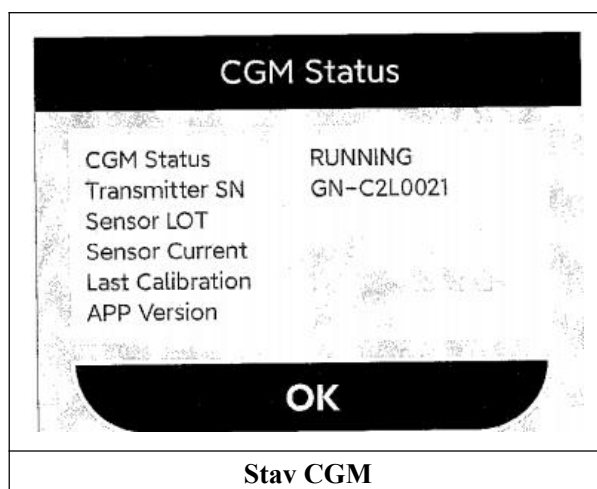 CGM Status
CGM Status RUNNING
Transmitter SN GN-C2L0021
Sensor LOT
Sensor Current
Last Calibration
APP Version
OK
Stav CGM